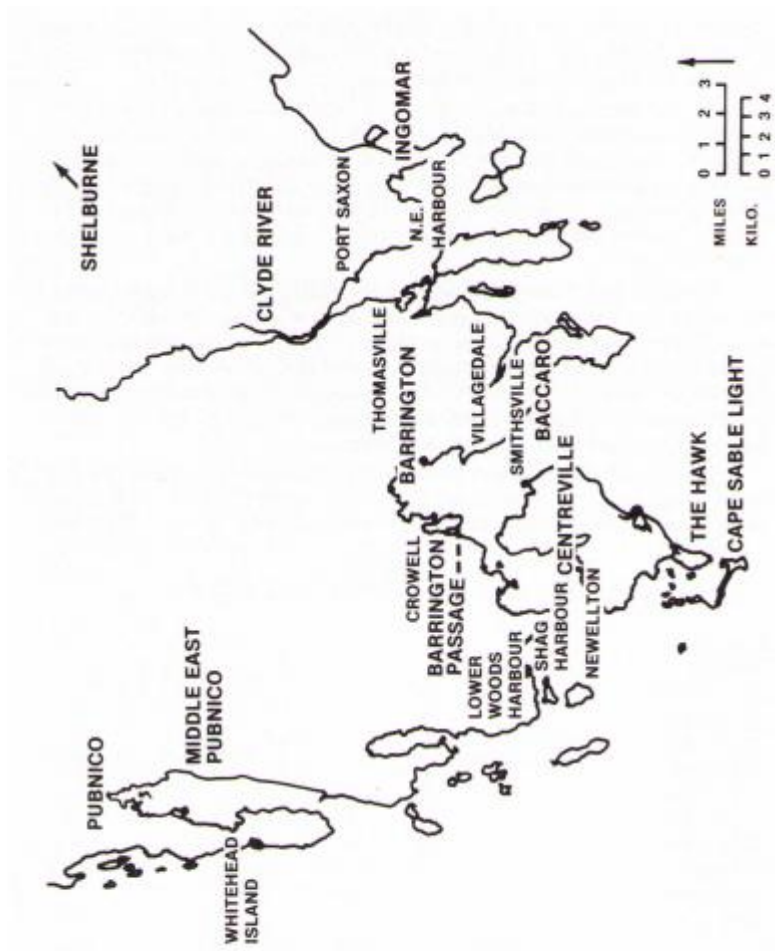 PUBNICO
SHELBURNE
MIDDLE EAST
PUBNICO
WHITEHEAD
ISLAND
CLYDE RIVER
PORT SAXON
THOMASVILLE
INGOMAR
BARRINGTON
CROWELL
N.E.
HARBOUR
BARRINGTON
PASSAGE
LOWER
WOODS
HARBOUR
VILLAGEDALE
SMITHSVILLE
SHAG
HARBOUR
BACCARO
CENTREVILLE
NEWELLTON
THE HAWK
CAPE SABLE LIGHT
MILES 0 1 2 3
KILO. 0 1 2 3 4